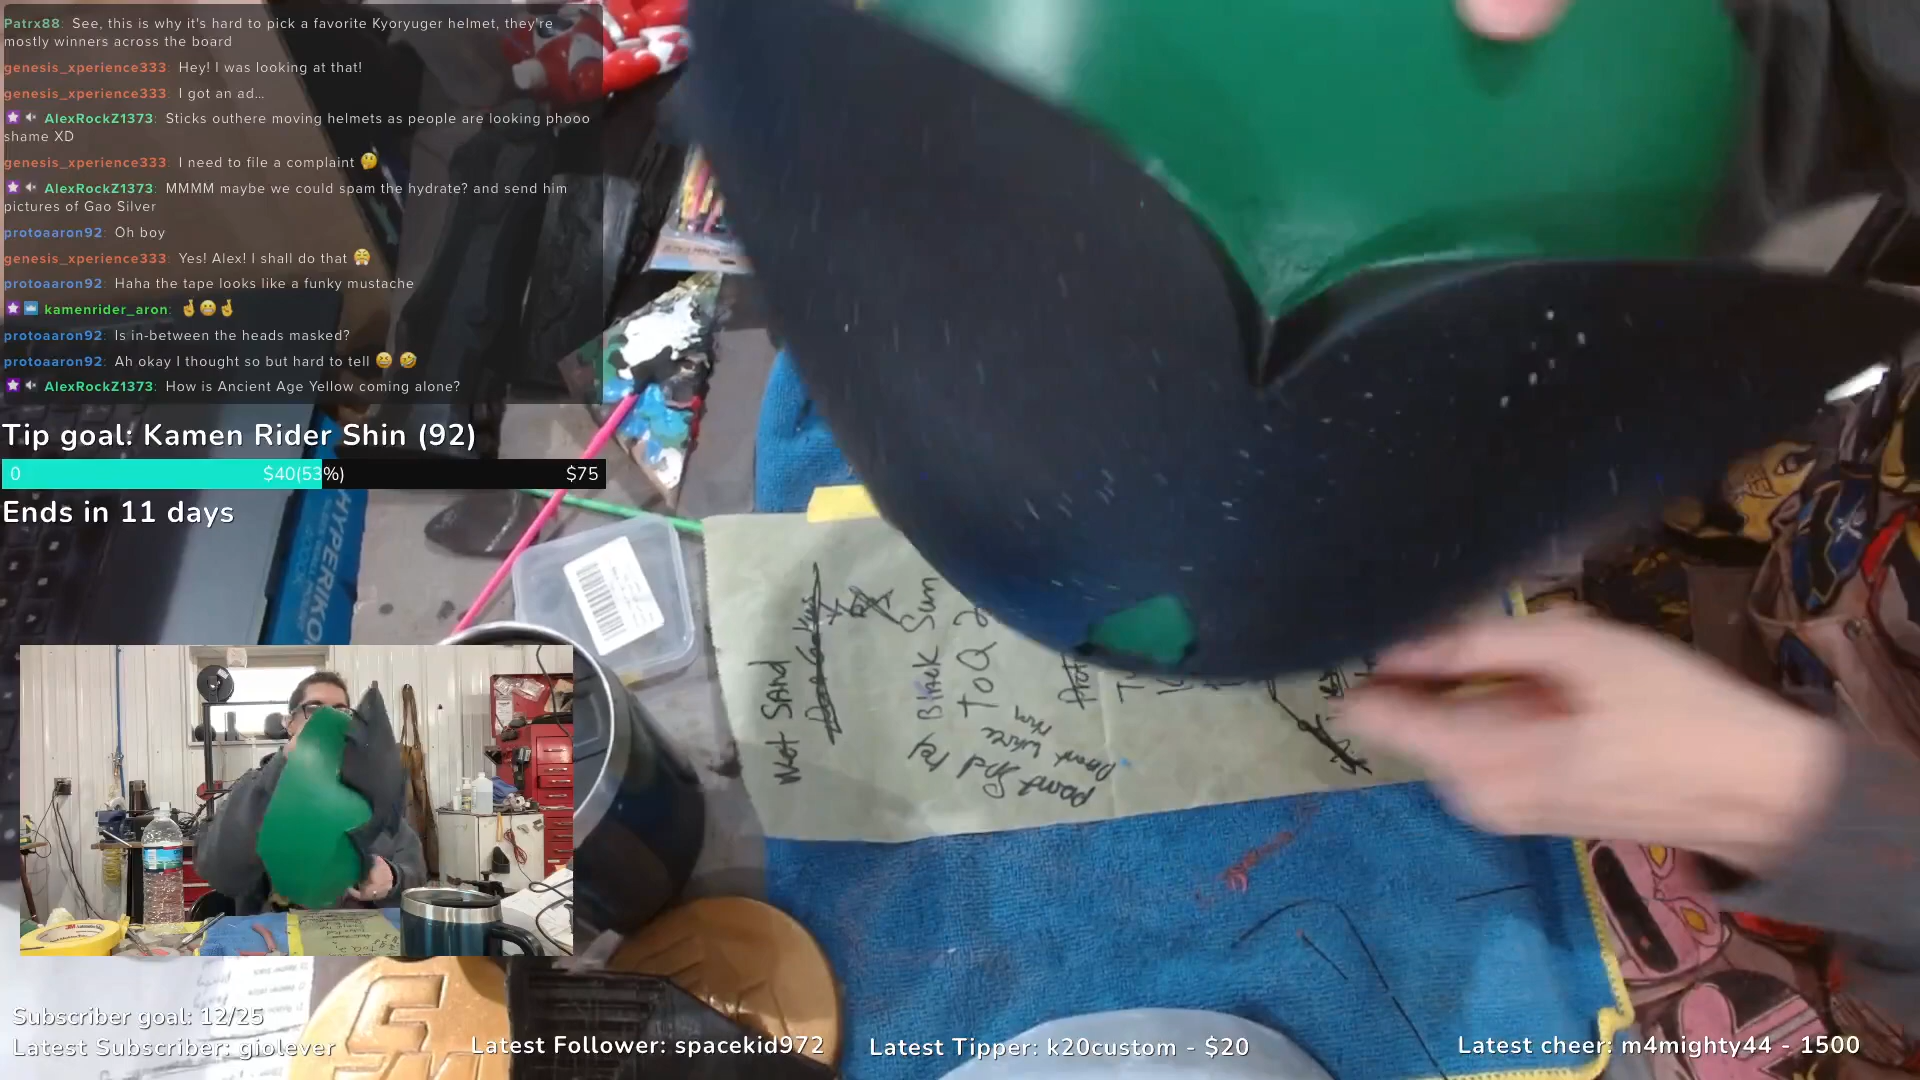 Patrx88: See, this is why it's hard to pick a favorite Kyoryuger helmet, they're
mostly winners across the board
genesis_xperience333: Hey! I was looking at that!
genesis_xperience333: I got an ad...
AlexRockZ1373: Sticks outhere moving helmets as people are looking phooo
shame XD
genesis_xperience333: I need to file a complaint 🤔
AlexRockZ1373: MMMM maybe we could spam the hydrate? and send him
pictures of Gao Silver
protoaaron92: Oh boy
genesis_xperience333: Yes! Alex! I shall do that 😤
protoaaron92: Haha the tape looks like a funky mustache
kamenrider_aron: 🤞😬🤞
protoaaron92: Is in-between the heads masked?
protoaaron92: Ah okay I thought so but hard to tell 😆 🤣
AlexRockZ1373: How is Ancient Age Yellow coming alone?
Tip goal: Kamen Rider Shin (92)
0 $40(53%) $75
Ends in 11 days
HYPERIKON
Wet SAnd
Black Sun
ToQ 2
Subscriber goal: 12/25
Latest Subscriber: giolever
Latest Follower: spacekid972
Latest Tipper: k20custom - $20
Latest cheer: m4mighty44 - 1500